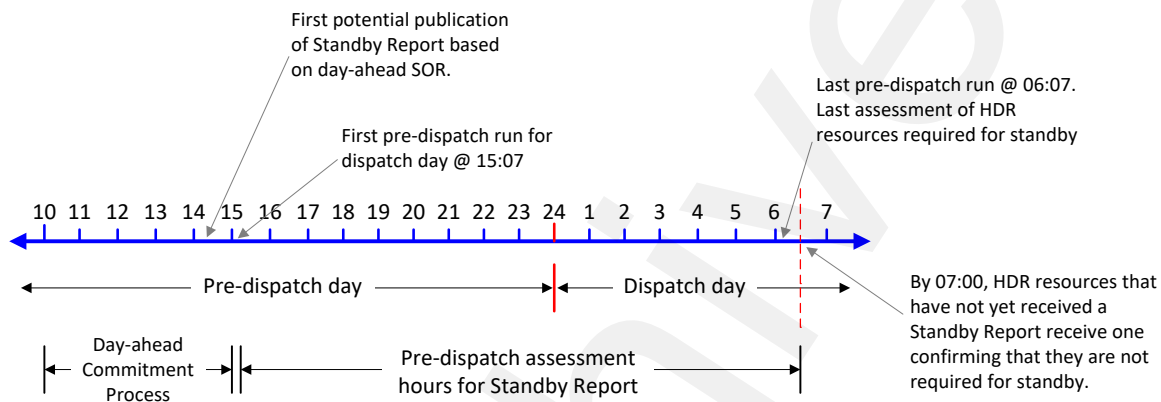 First potential publication
of Standby Report based
on day-ahead SOR.
Last pre-dispatch run @ 06:07.
Last assessment of HDR
resources required for standby
First pre-dispatch run for
dispatch day @ 15:07
10 11 12 13 14 15 16 17 18 19 20 21 22 23 24 1 2 3 4 5 6 7
Pre-dispatch day
Dispatch day
By 07:00, HDR resources that
have not yet received a
Standby Report receive one
confirming that they are not
required for standby.
Day-ahead
Commitment
Process
Pre-dispatch assessment
hours for Standby Report